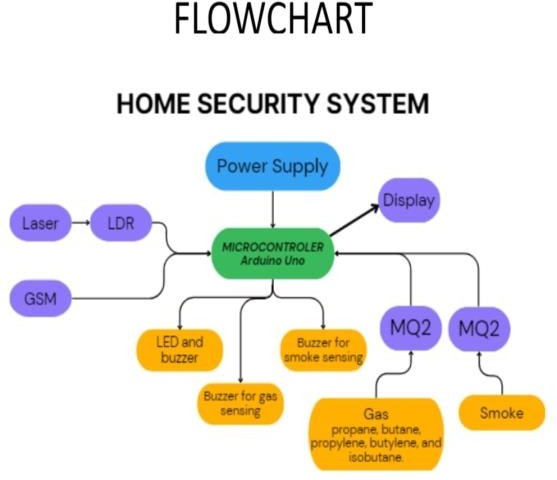 FLOWCHART
HOME SECURITY SYSTEM
Power Supply
Display
Laser
LDR
MICROCONTROLER
Arduino Uno
GSM
MQ2
MQ2
LED and
buzzer
Buzzer for
smoke sensing
Buzzer for gas
sensing
Gas
propane, butane,
propylene, butylene, and
isobutane.
Smoke